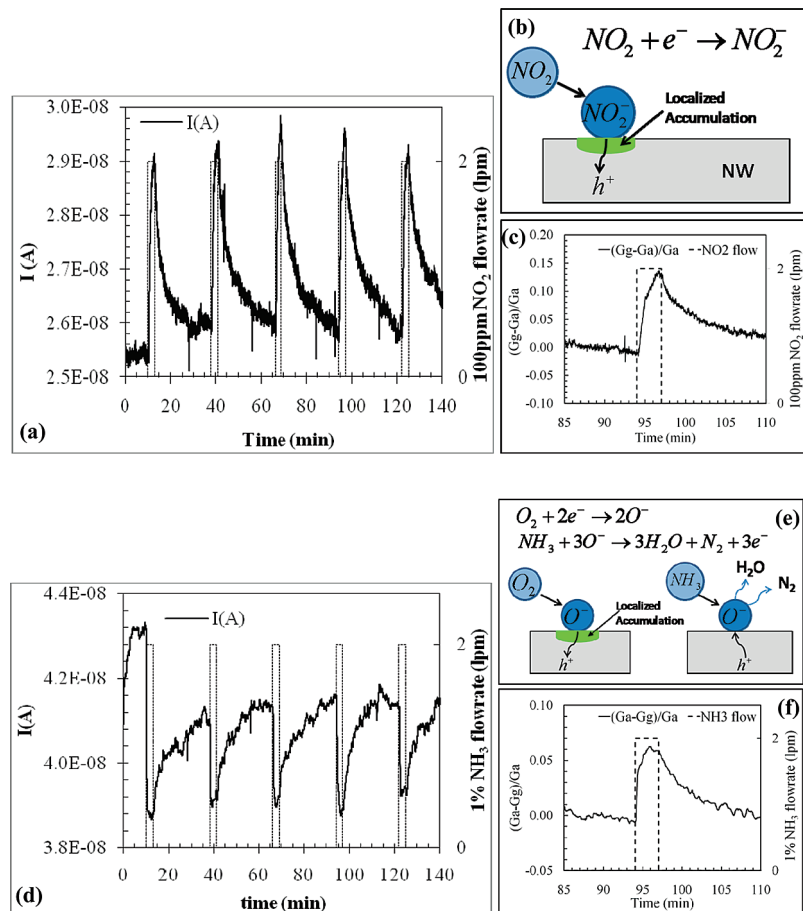 (a)
I(A)
3.0E-08
2.9E-08
2.8E-08
2.7E-08
2.6E-08
2.5E-08
I (A)
2
0
100ppm NO₂ flowrate (lpm)
0 20 40 60 80 100 120 140
Time (min)
(b)
NO₂ + e⁻ → NO₂⁻
NO₂
NO₂⁻
Localized
Accumulation
h⁺
NW
(c)
(Gg-Ga)/Ga NO2 flow
0.20
0.15
0.10
0.05
0.00
-0.05
-0.10
(Gg-Ga)/Ga
2
0
100ppm NO₂ flowrate (lpm)
85 90 95 100 105 110
Time (min)
(d)
I(A)
4.4E-08
4.2E-08
4.0E-08
3.8E-08
I(A)
2
0
1% NH₃ flowrate (lpm)
0 20 40 60 80 100 120 140
time (min)
(e)
O₂ + 2e⁻ → 2O⁻
NH₃ + 3O⁻ → 3H₂O + N₂ + 3e⁻
O₂
O⁻
Localized
Accumulation
h⁺
NH₃
O⁻
H₂O
N₂
h⁺
(f)
(Ga-Gg)/Ga NH3 flow
0.10
0.05
0.00
-0.05
(Ga-Gg)/Ga
2
0
1% NH₃ flowrate (lpm)
85 90 95 100 105 110
Time (min)